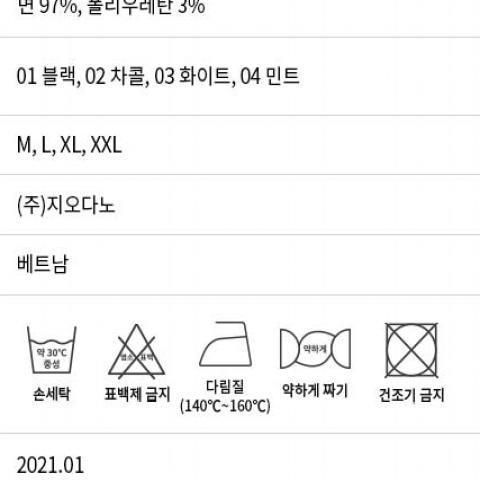 면 97%, 폴리우레탄 3%
01 블랙, 02 차콜, 03 화이트, 04 민트
M, L, XL, XXL
(주)지오다노
베트남
약 30℃
중성
손세탁
염소 표백
표백제 금지
다림질
(140℃~160℃)
약하게
약하게 짜기
건조기 금지
2021.01